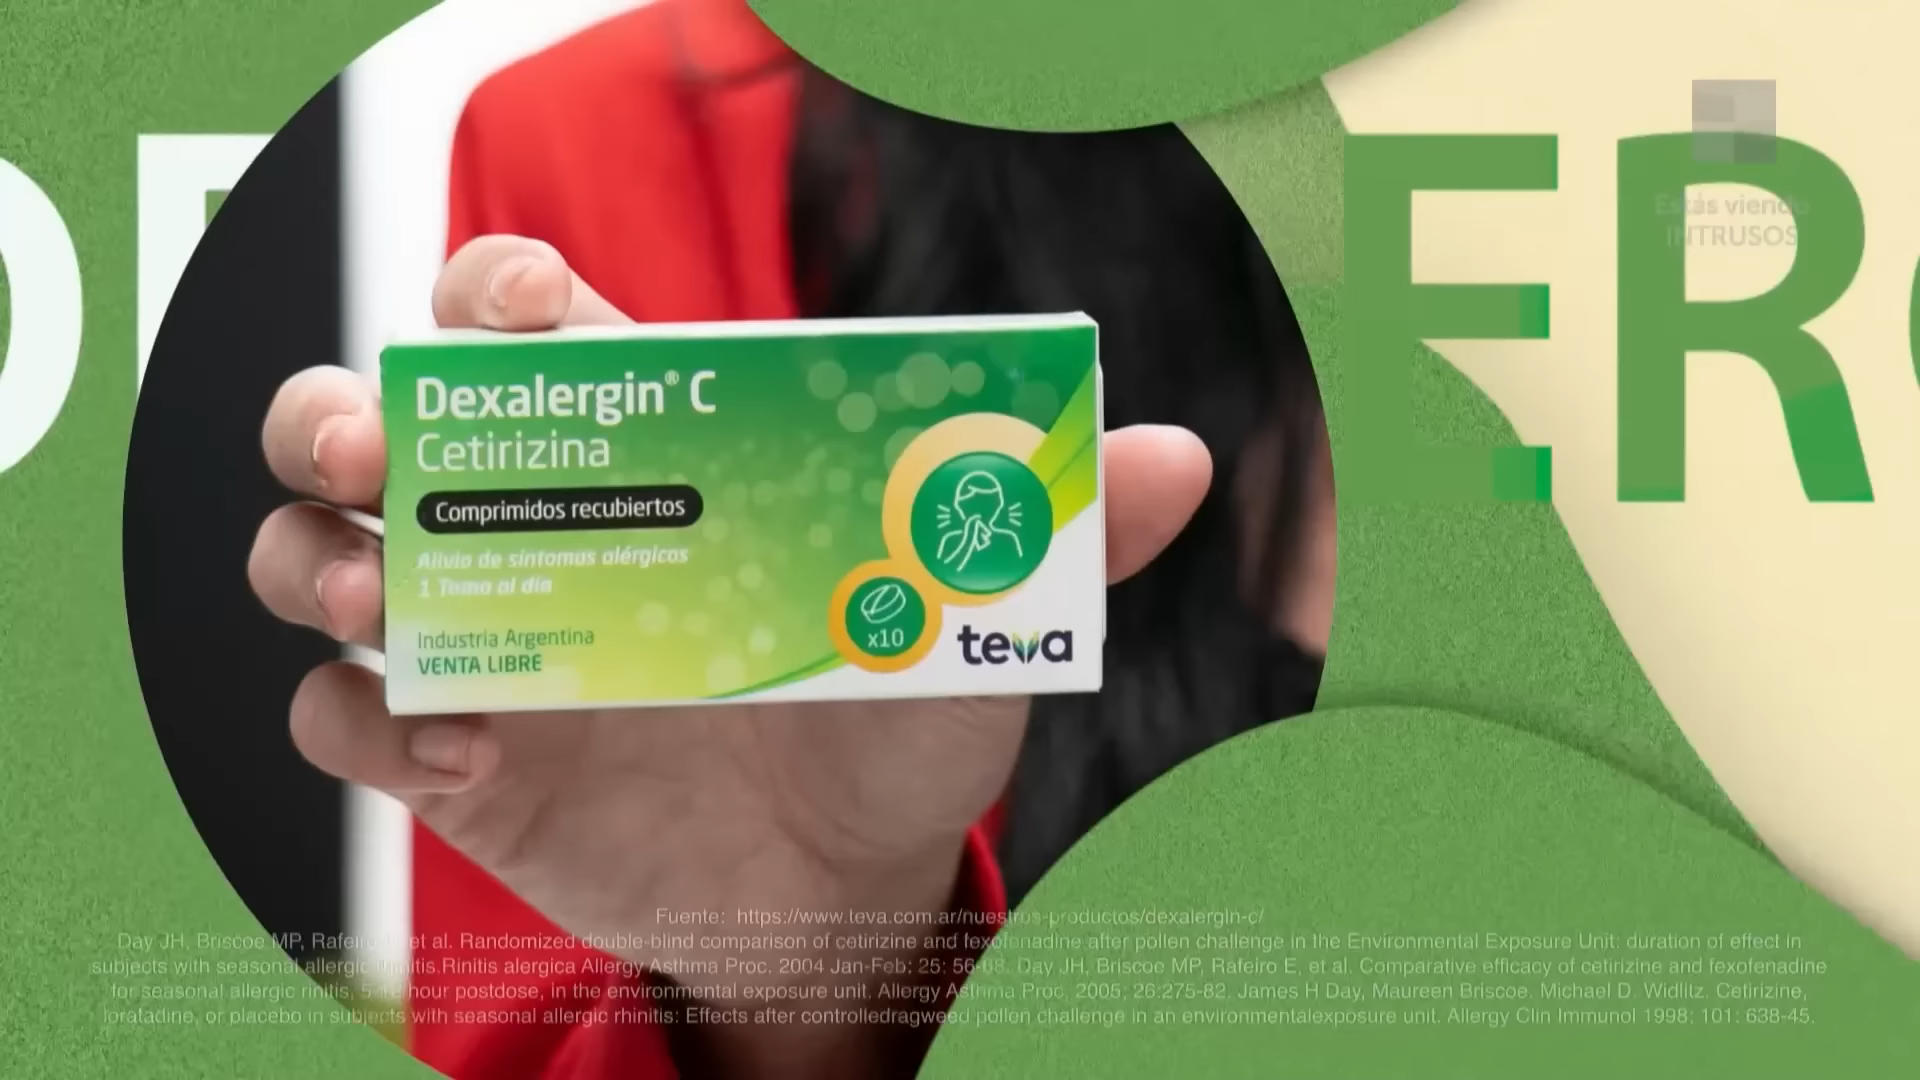 ER
Estás viendo
INTRUSOS
Dexalergin® C
Cetirizina
Comprimidos recubiertos
Alivio de síntomas alérgicos
1 Toma al día
Industria Argentina
VENTA LIBRE
x10
teva
Fuente: https://www.teva.com.ar/nuestros-productos/dexalergin-c/
Day JH, Briscoe MP, Rafeiro E, et al. Randomized double-blind comparison of cetirizine and fexofenadine after pollen challenge in the Environmental Exposure Unit: duration of effect in
subjects with seasonal allergic rhinitis.Rinitis alergica Allergy Asthma Proc. 2004 Jan-Feb; 25: 56-68. Day JH, Briscoe MP, Rafeiro E, et al. Comparative efficacy of cetirizine and fexofenadine
for seasonal allergic rinitis, hour postdose, in the environmental exposure unit, Allergy Asthma Proc, 2005; 26:275-82. James H Day, Maureen Briscoe. Michael D. Widlitz. Cetirizine,
loratadine, or placebo in subjects with seasonal allergic rhinitis: Effects after controlledragweed pollen challenge in an environmentalexposure unit. Allergy Clin Immunol 1998; 101: 638-45.